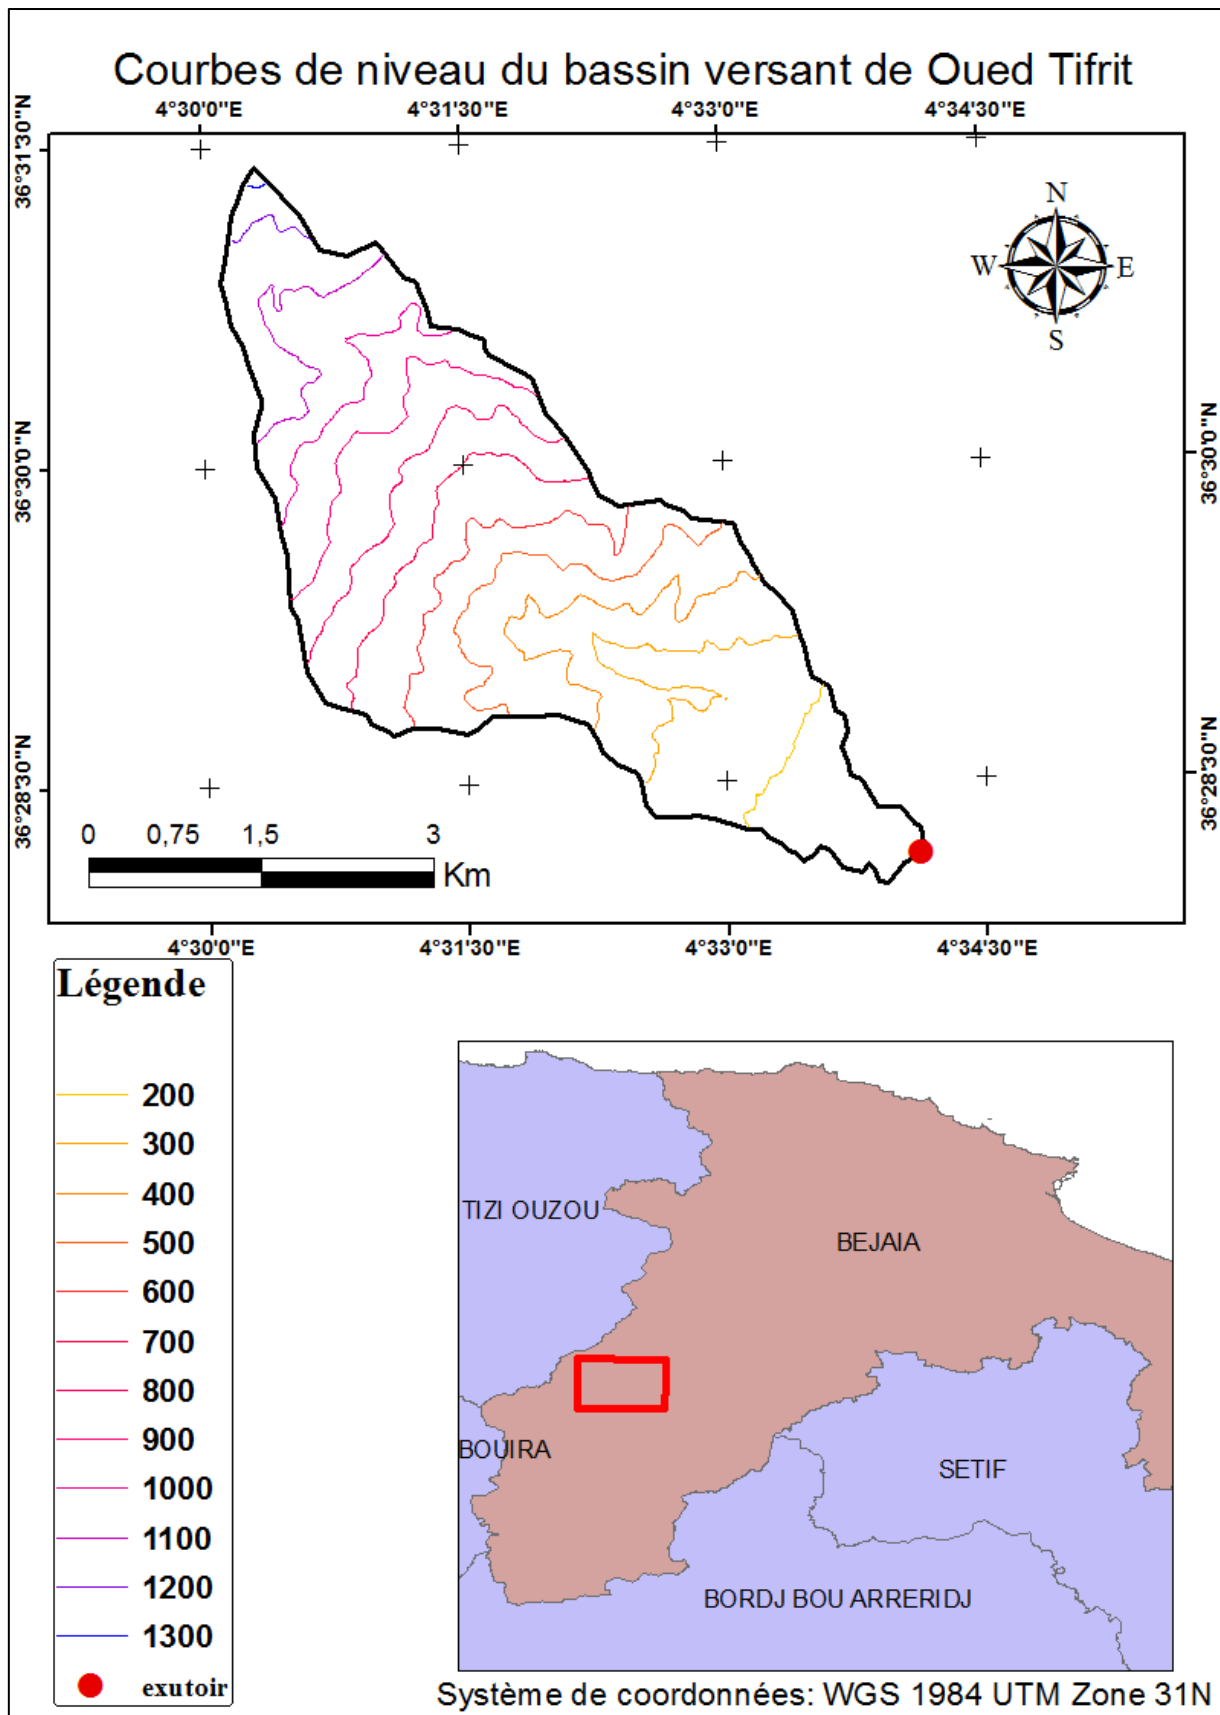 Courbes de niveau du bassin versant de Oued Tifrit
4°30'0"E 4°31'30"E 4°33'0"E 4°34'30"E
36°31'30"N
N
W E
S
36°30'0"N
36°30'0"N
36°28'30"N
36°28'30"N
0 0,75 1,5 3
Km
4°30'0"E 4°31'30"E 4°33'0"E 4°34'30"E
Légende
200
300
400
500
600
700
800
900
1000
1100
1200
1300
exutoir
TIZI OUZOU
BEJAIA
BOUIRA
SETIF
BORDJ BOU ARRERIDJ
Système de coordonnées: WGS 1984 UTM Zone 31N